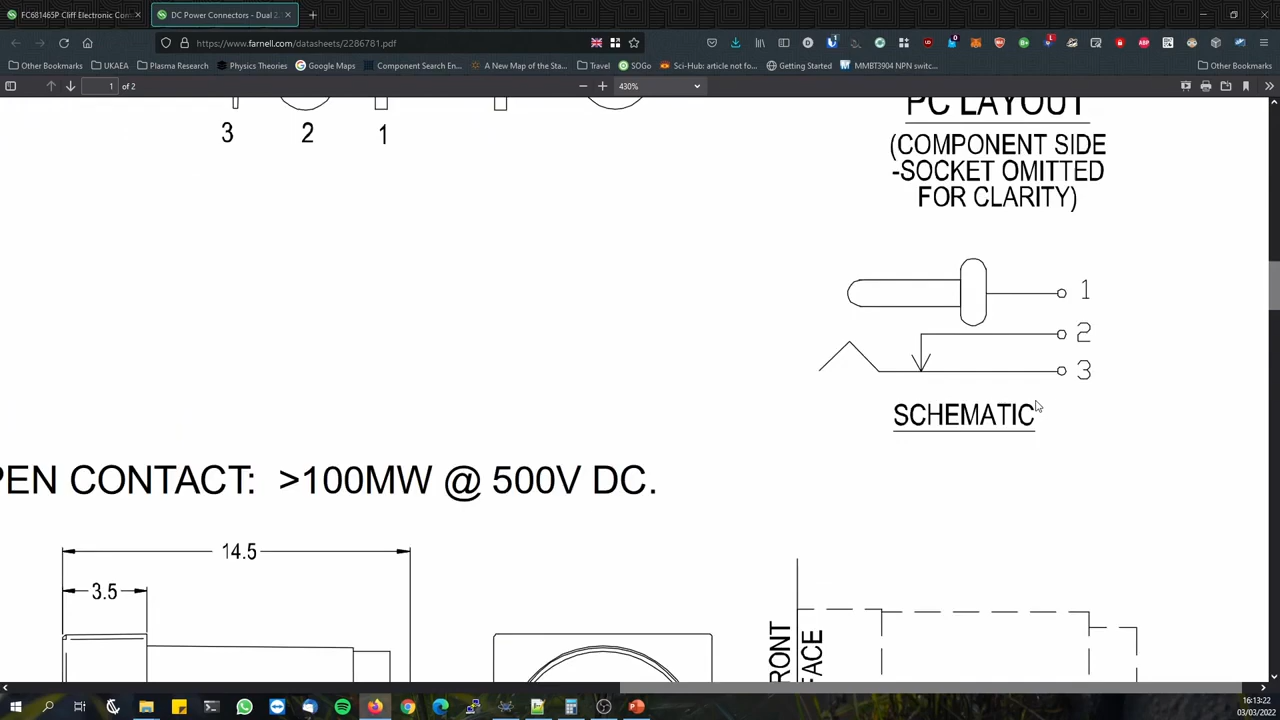 FC681465P Cliff Electronic Com
DC Power Connectors - Dual 2.
https://www.farnell.com/datasheets/2286781.pdf
Other Bookmarks
UKAEA
Plasma Research
Physics Theories
Google Maps
Component Search En...
A New Map of the Sta...
Travel
SOGo
Sci-Hub: article not fo...
Getting Started
MMBT3904 NPN switc...
Other Bookmarks
1 of 2
430%
3 2 1
PC LAYOUT
(COMPONENT SIDE
-SOCKET OMITTED
FOR CLARITY)
1
2
3
SCHEMATIC
PEN CONTACT: >100MW @ 500V DC.
14.5
3.5
RONT
ACE
16:13:22
03/03/2022